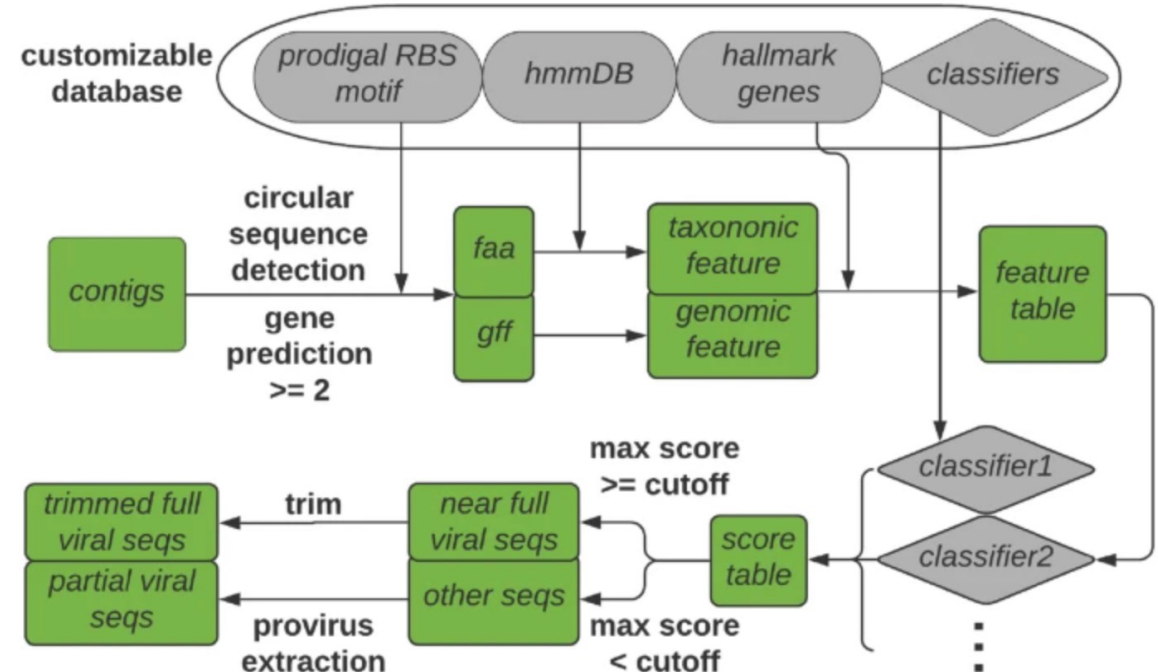 customizable
database
prodigal RBS
motif
hmmDB
hallmark
genes
classifiers
circular
sequence
detection
gene
prediction
>= 2
contigs
faa
gff
taxononic
feature
genomic
feature
feature
table
classifier1
classifier2
score
table
max score
>= cutoff
max score
< cutoff
near full
viral seqs
other seqs
trim
provirus
extraction
trimmed full
viral seqs
partial viral
seqs